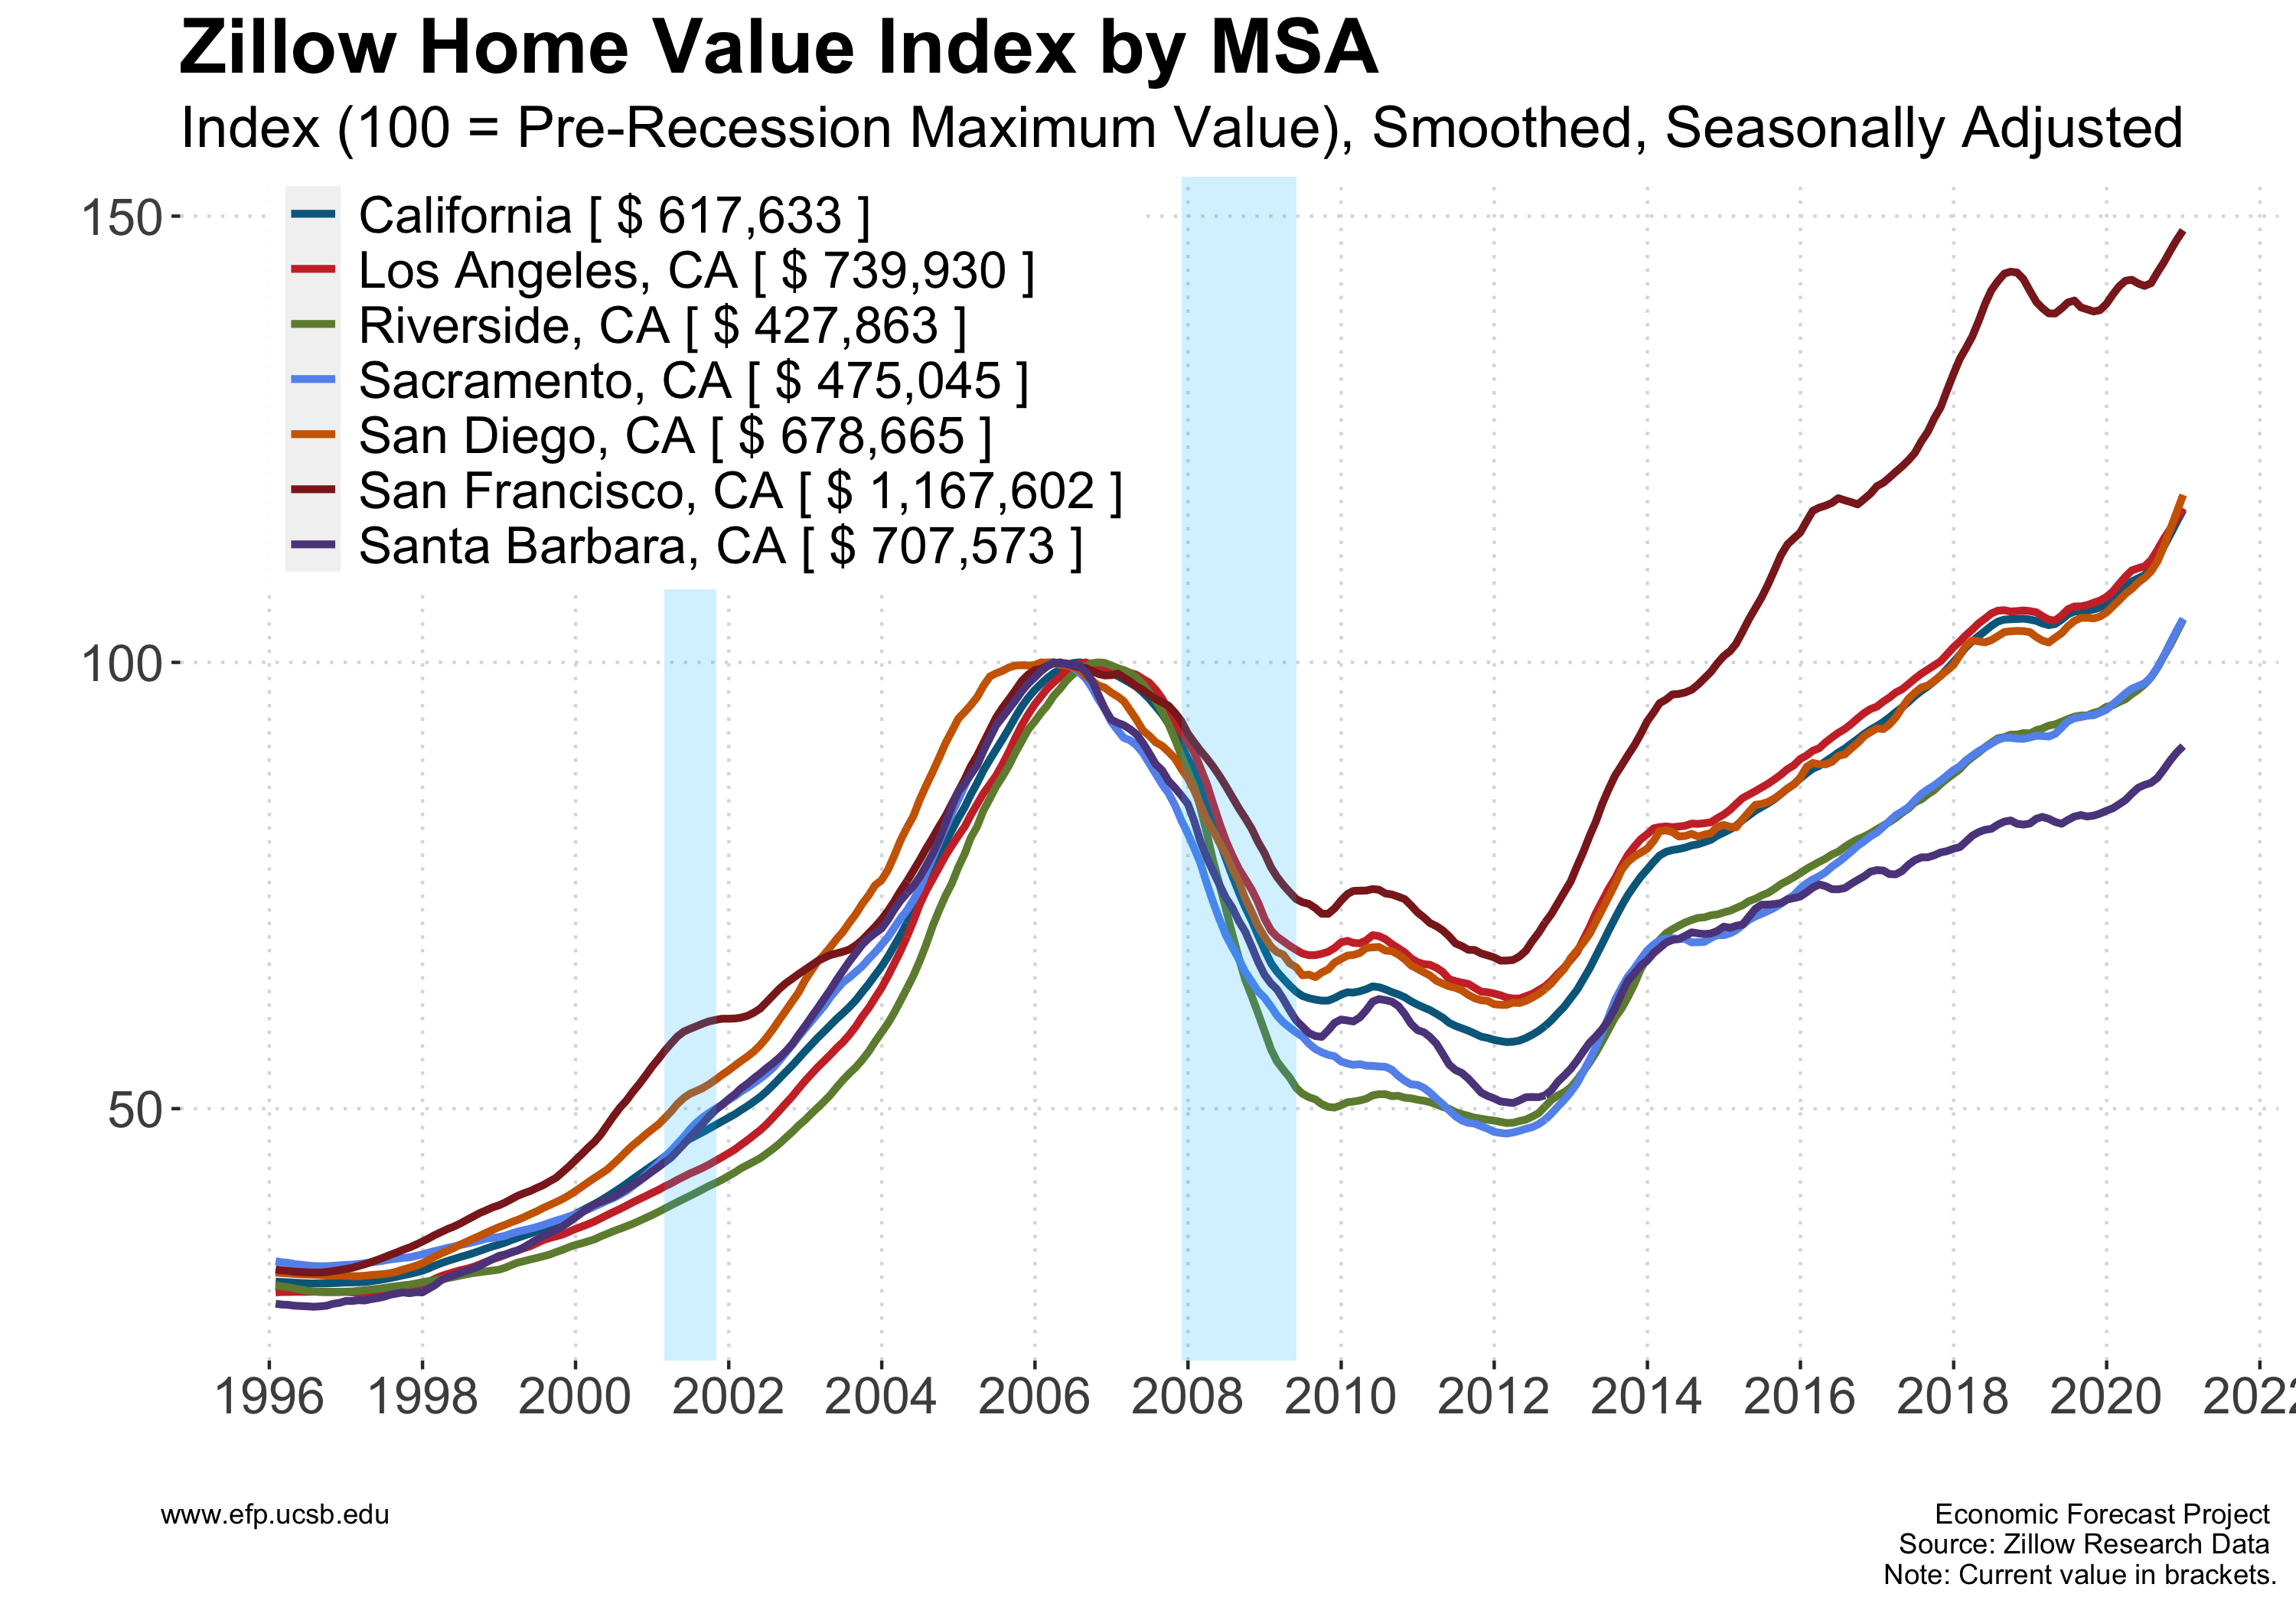 Zillow Home Value Index by MSA
Index (100 = Pre-Recession Maximum Value), Smoothed, Seasonally Adjusted
150
100
50
California [ $ 617,633 ]
Los Angeles, CA [ $ 739,930 ]
Riverside, CA [ $ 427,863 ]
Sacramento, CA [ $ 475,045 ]
San Diego, CA [ $ 678,665 ]
San Francisco, CA [ $ 1,167,602 ]
Santa Barbara, CA [ $ 707,573 ]
1996 1998 2000 2002 2004 2006 2008 2010 2012 2014 2016 2018 2020 2022
www.efp.ucsb.edu
Economic Forecast Project
Source: Zillow Research Data
Note: Current value in brackets.